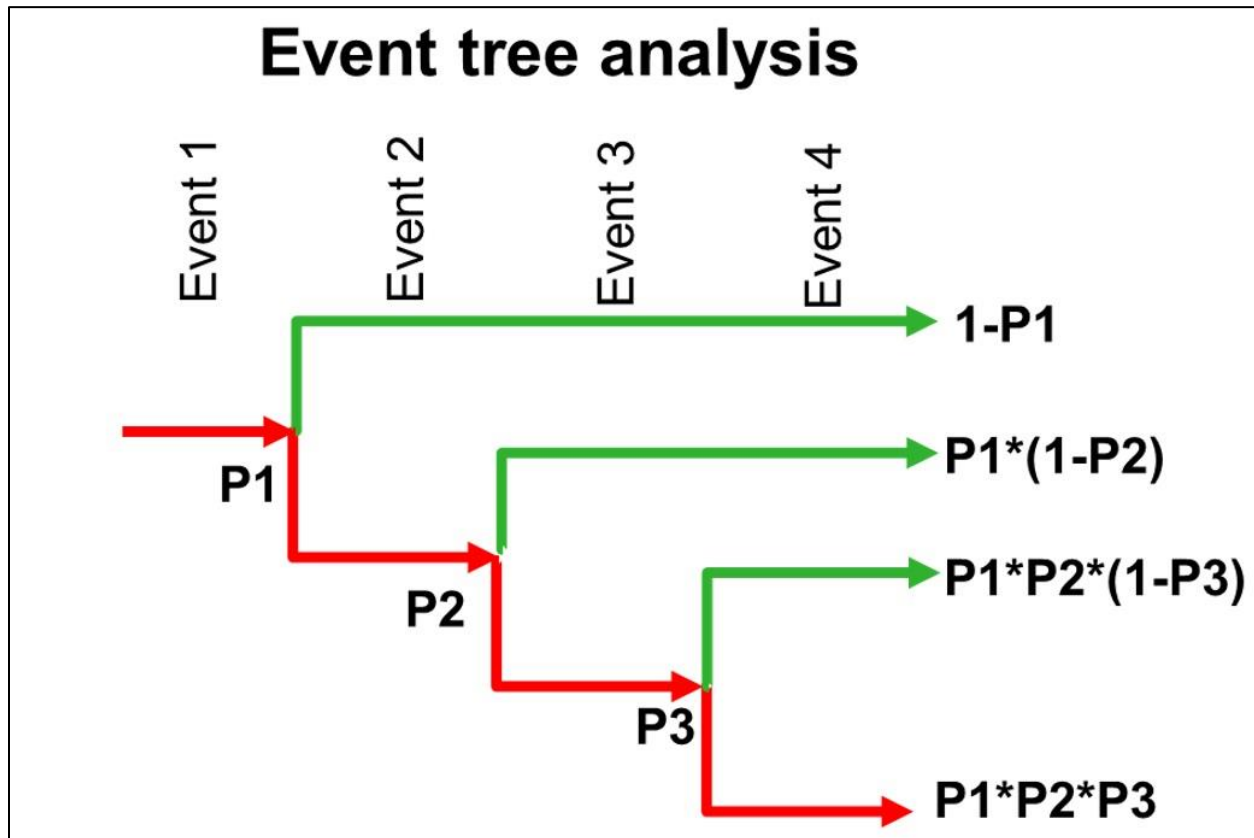 Event tree analysis
Event 1
Event 2
Event 3
Event 4
1-P1
P1
P1*(1-P2)
P2
P1*P2*(1-P3)
P3
P1*P2*P3